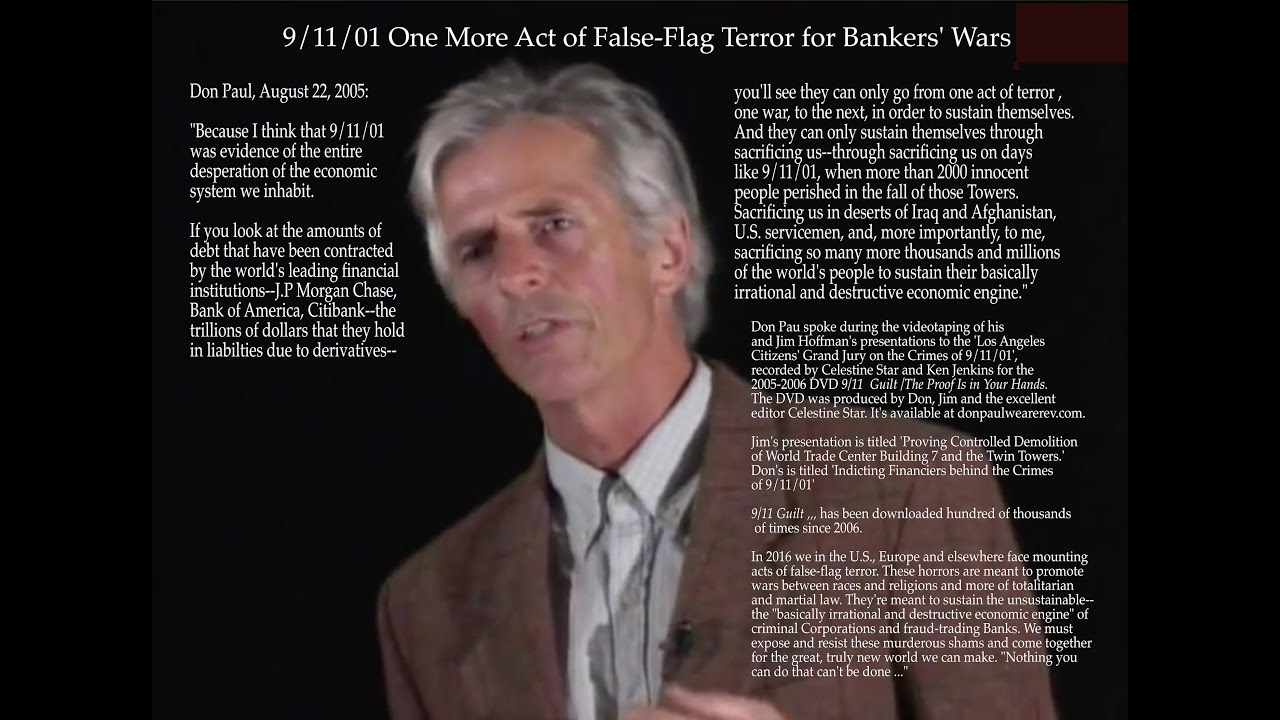 9/11/01 One More Act of False-Flag Terror for Bankers' Wars
Don Paul, August 22, 2005:
"Because I think that 9/11/01
was evidence of the entire
desperation of the economic
system we inhabit.
If you look at the amounts of
debt that have been contracted
by the world's leading financial
institutions--J.P Morgan Chase,
Bank of America, Citibank--the
trillions of dollars that they hold
in liabilties due to derivatives--
you'll see they can only go from one act of terror ,
one war, to the next, in order to sustain themselves.
And they can only sustain themselves through
sacrificing us--through sacrificing us on days
like 9/11/01, when more than 2000 innocent
people perished in the fall of those Towers.
Sacrificing us in deserts of Iraq and Afghanistan,
U.S. servicemen, and, more importantly, to me,
sacrificing so many more thousands and millions
of the world's people to sustain their basically
irrational and destructive economic engine."
Don Pau spoke during the videotaping of his
and Jim Hoffman's presentations to the 'Los Angeles
Citizens' Grand Jury on the Crimes of 9/11/01',
recorded by Celestine Star and Ken Jenkins for the
2005-2006 DVD 9/11 Guilt /The Proof Is in Your Hands.
The DVD was produced by Don, Jim and the excellent
editor Celestine Star. It's available at donpaulwearerev.com.
Jim's presentation is titled 'Proving Controlled Demolition
of World Trade Center Building 7 and the Twin Towers.'
Don's is titled 'Indicting Financiers behind the Crimes
of 9/11/01'
9/11 Guilt ,,, has been downloaded hundred of thousands
of times since 2006.
In 2016 we in the U.S., Europe and elsewhere face mounting
acts of false-flag terror. These horrors are meant to promote
wars between races and religions and more of totalitarian
and martial law. They're meant to sustain the unsustainable--
the "basically irrational and destructive economic engine" of
criminal Corporations and fraud-trading Banks. We must
expose and resist these murderous shams and come together
for the great, truly new world we can make. "Nothing you
can do that can't be done ..."